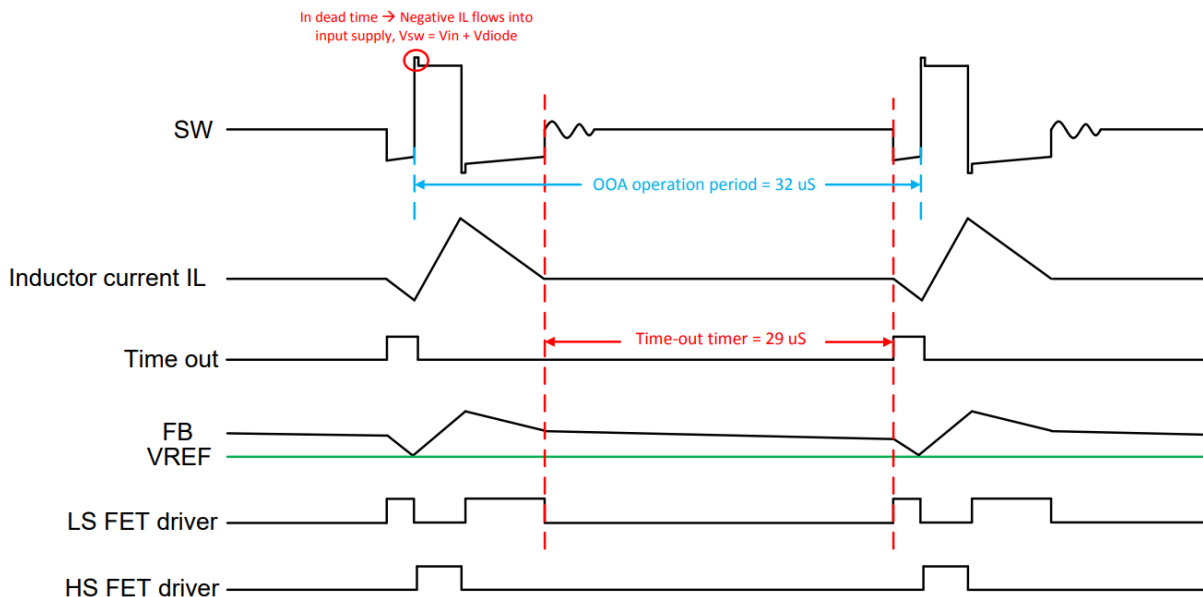 In dead time → Negative IL flows into
input supply, Vsw = Vin + Vdiode
SW
OOA operation period = 32 uS
Inductor current IL
Time-out timer = 29 uS
Time out
FB
VREF
LS FET driver
HS FET driver